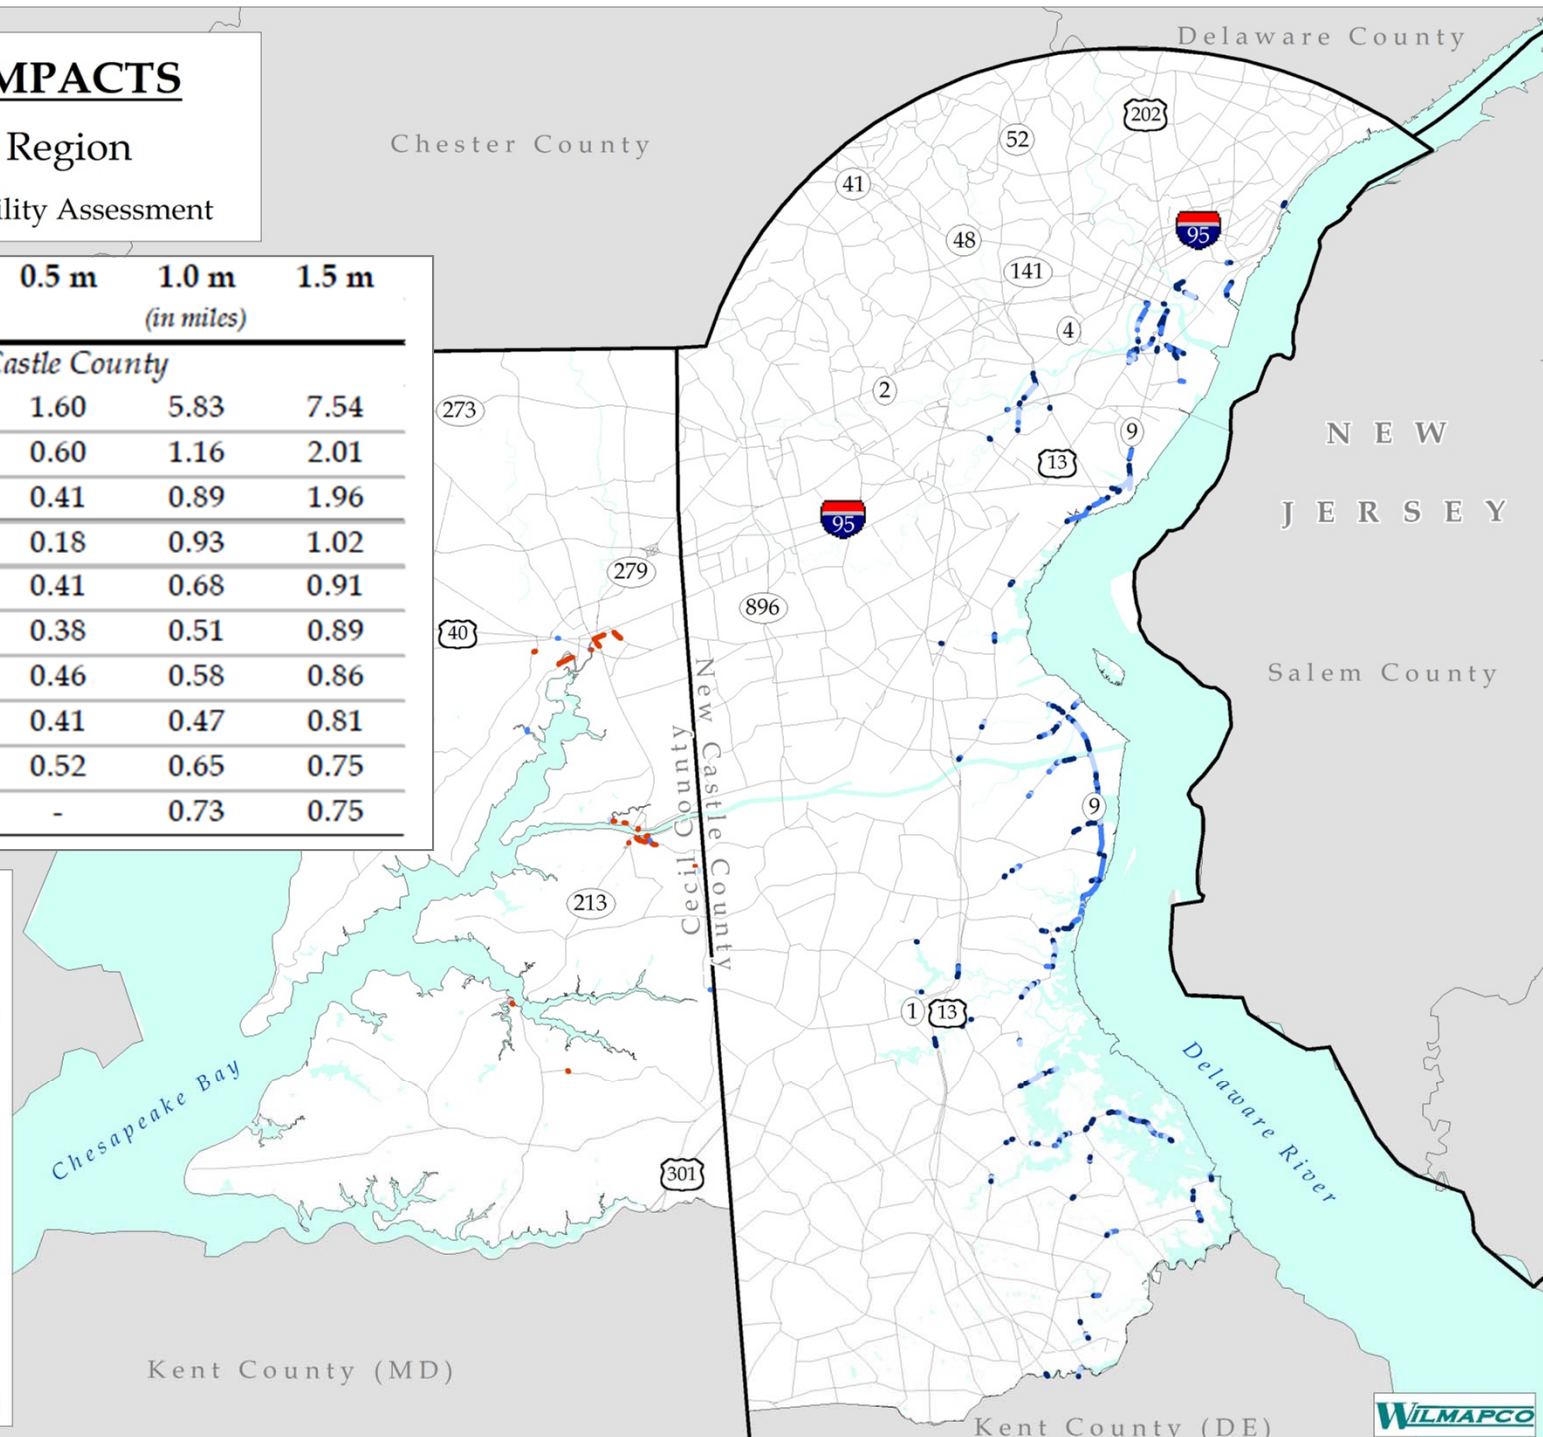 MPACTS
Region
ility Assessment
0.5 m 1.0 m 1.5 m
(in miles)
Castle County
1.60 5.83 7.54
0.60 1.16 2.01
0.41 0.89 1.96
0.18 0.93 1.02
0.41 0.68 0.91
0.38 0.51 0.89
0.46 0.58 0.86
0.41 0.47 0.81
0.52 0.65 0.75
- 0.73 0.75
Delaware County
Chester County
202
52
41
95
48
141
4
2
273
9
13
NEW
JERSEY
95
279
896
40
Salem County
New Castle County
Cecil County
9
213
1
13
Chesapeake Bay
Delaware River
301
Kent County (MD)
Kent County (DE)
WILMAPCO